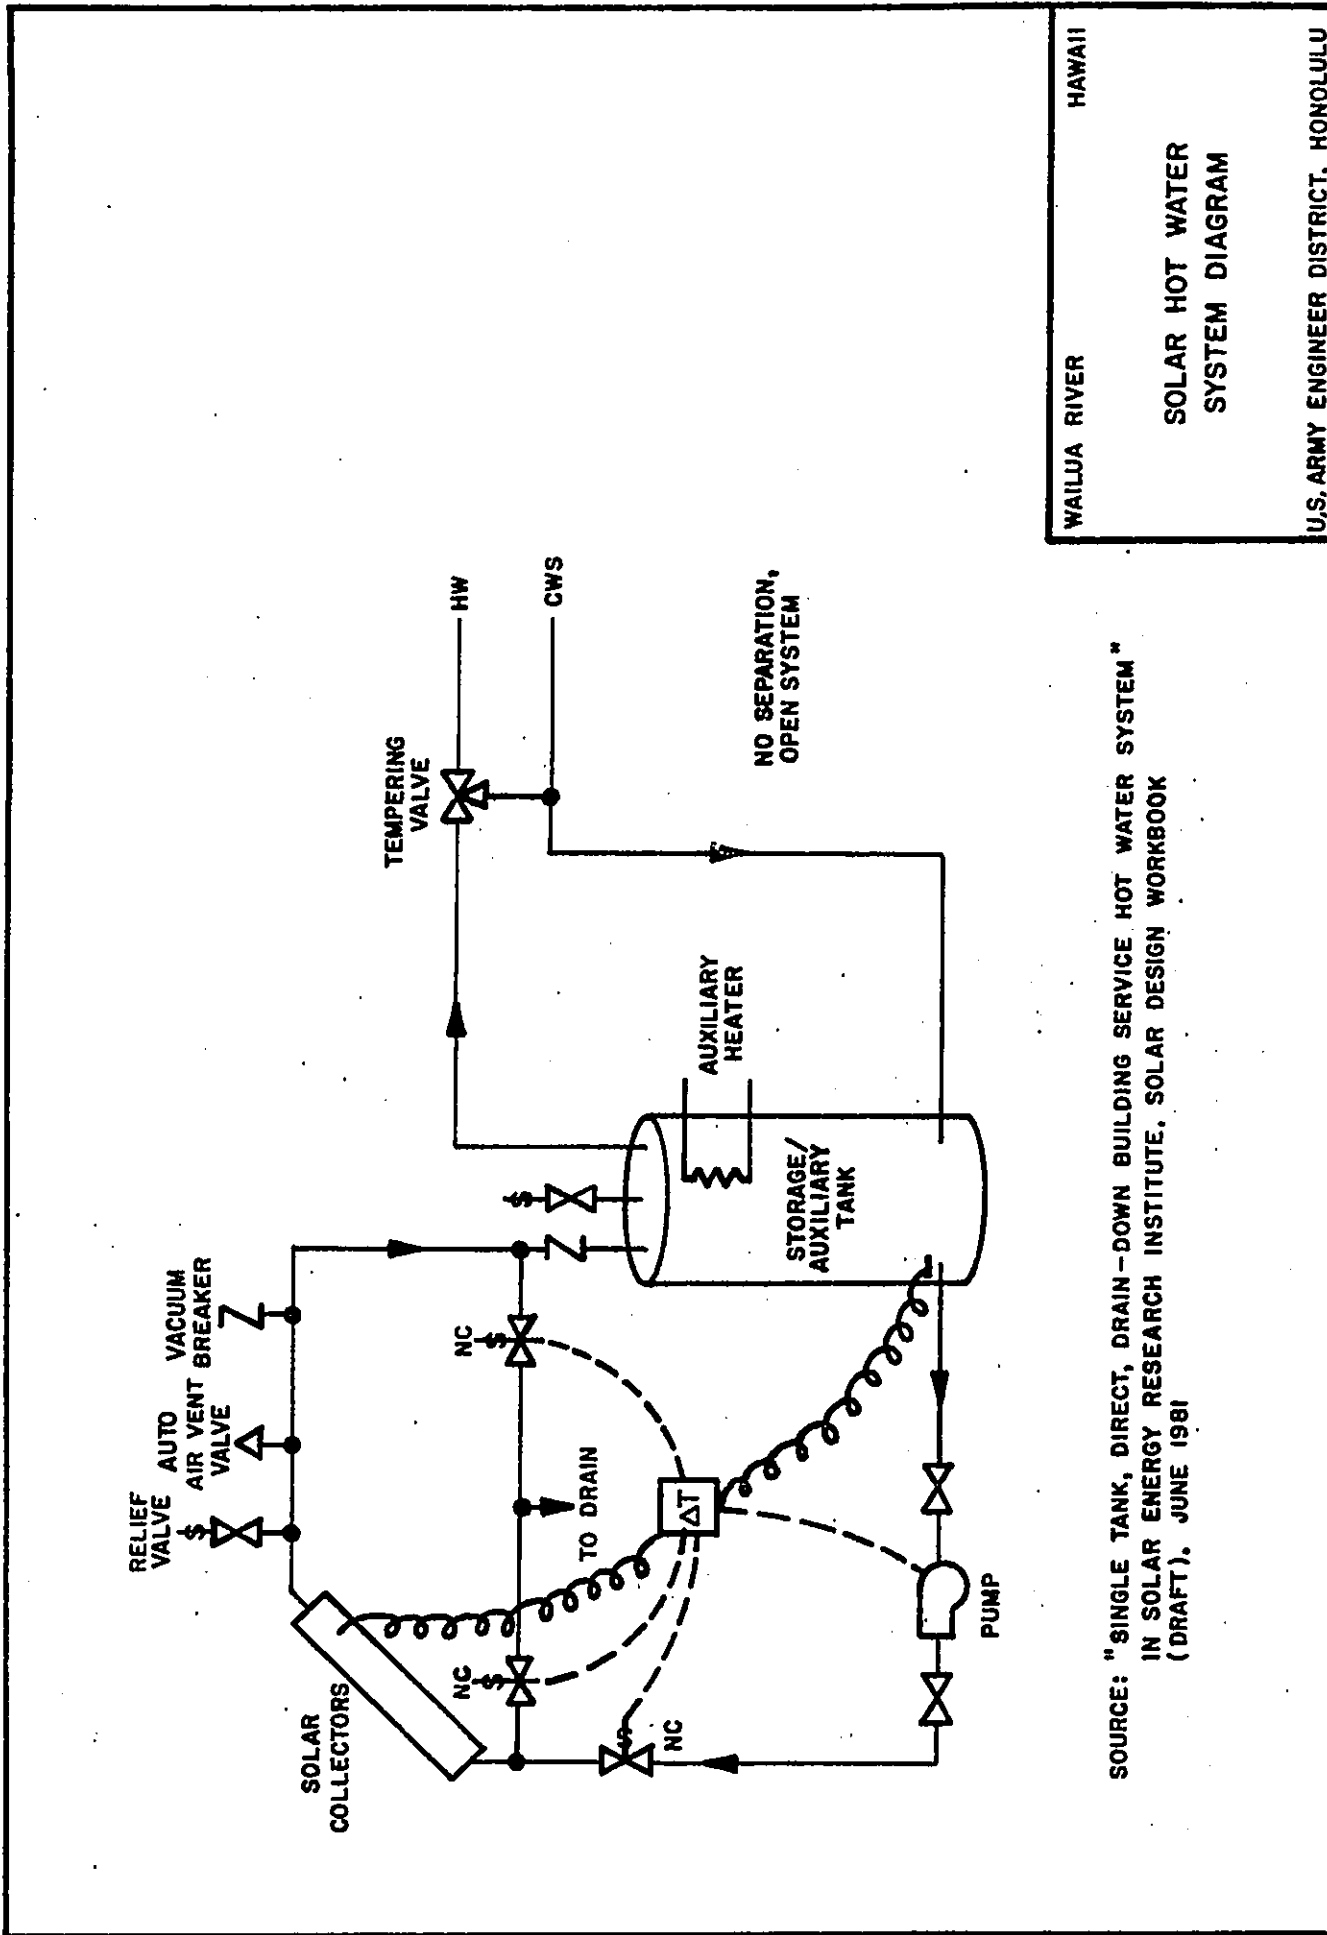 RELIEF
VALVE
AUTO
AIR VENT
VALVE
VACUUM
BREAKER
SOLAR
COLLECTORS
NC
S
S
NC
S
TO DRAIN
S
NC
S
ΔT
PUMP
STORAGE/
AUXILIARY
TANK
AUXILIARY
HEATER
TEMPERING
VALVE
HW
CWS
NO SEPARATION,
OPEN SYSTEM
SOURCE: "SINGLE TANK, DIRECT, DRAIN-DOWN BUILDING SERVICE HOT WATER SYSTEM"
IN SOLAR ENERGY RESEARCH INSTITUTE, SOLAR DESIGN WORKBOOK
(DRAFT), JUNE 1981
WAILUA RIVER HAWAII
SOLAR HOT WATER
SYSTEM DIAGRAM
U.S. ARMY ENGINEER DISTRICT, HONOLULU